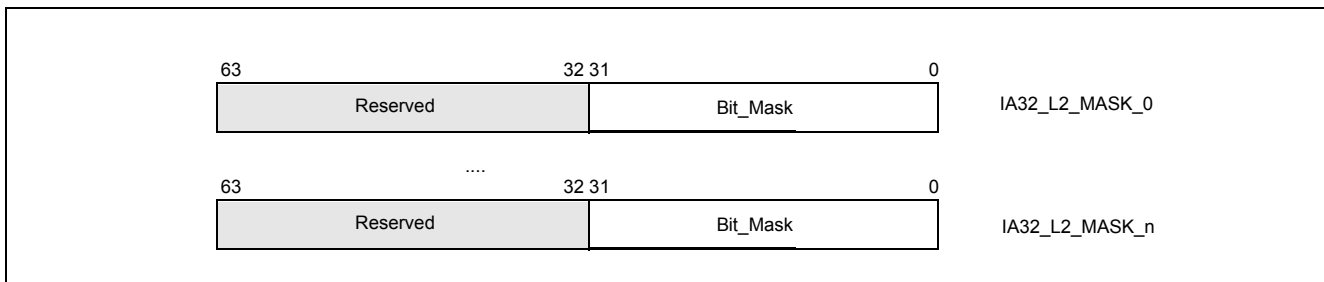 63 32 31 0
Reserved Bit_Mask IA32_L2_MASK_0
....
63 32 31 0
Reserved Bit_Mask IA32_L2_MASK_n